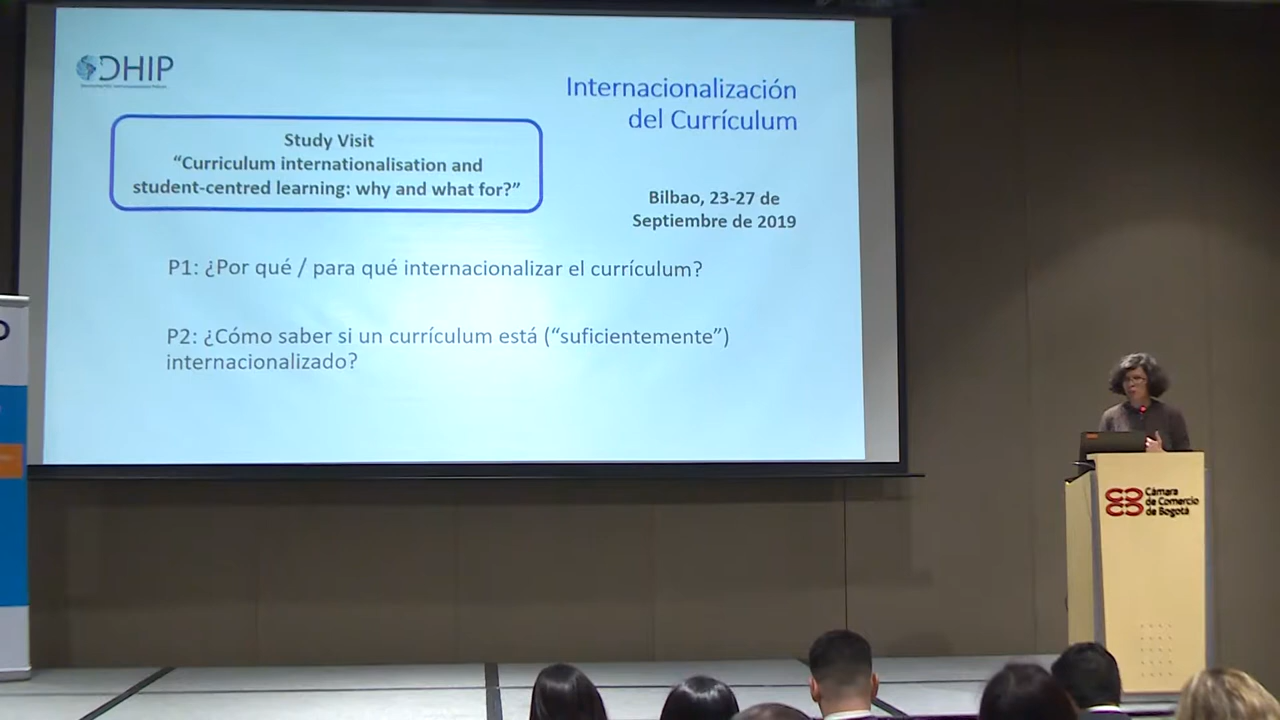 DHIP
Internacionalización
del Currículum
Study Visit
“Curriculum internationalisation and
student-centred learning: why and what for?”
Bilbao, 23-27 de
Septiembre de 2019
P1: ¿Por qué / para qué internacionalizar el currículum?
P2: ¿Cómo saber si un currículum está (“suficientemente”)
internacionalizado?
Cámara
de Comercio
de Bogotá